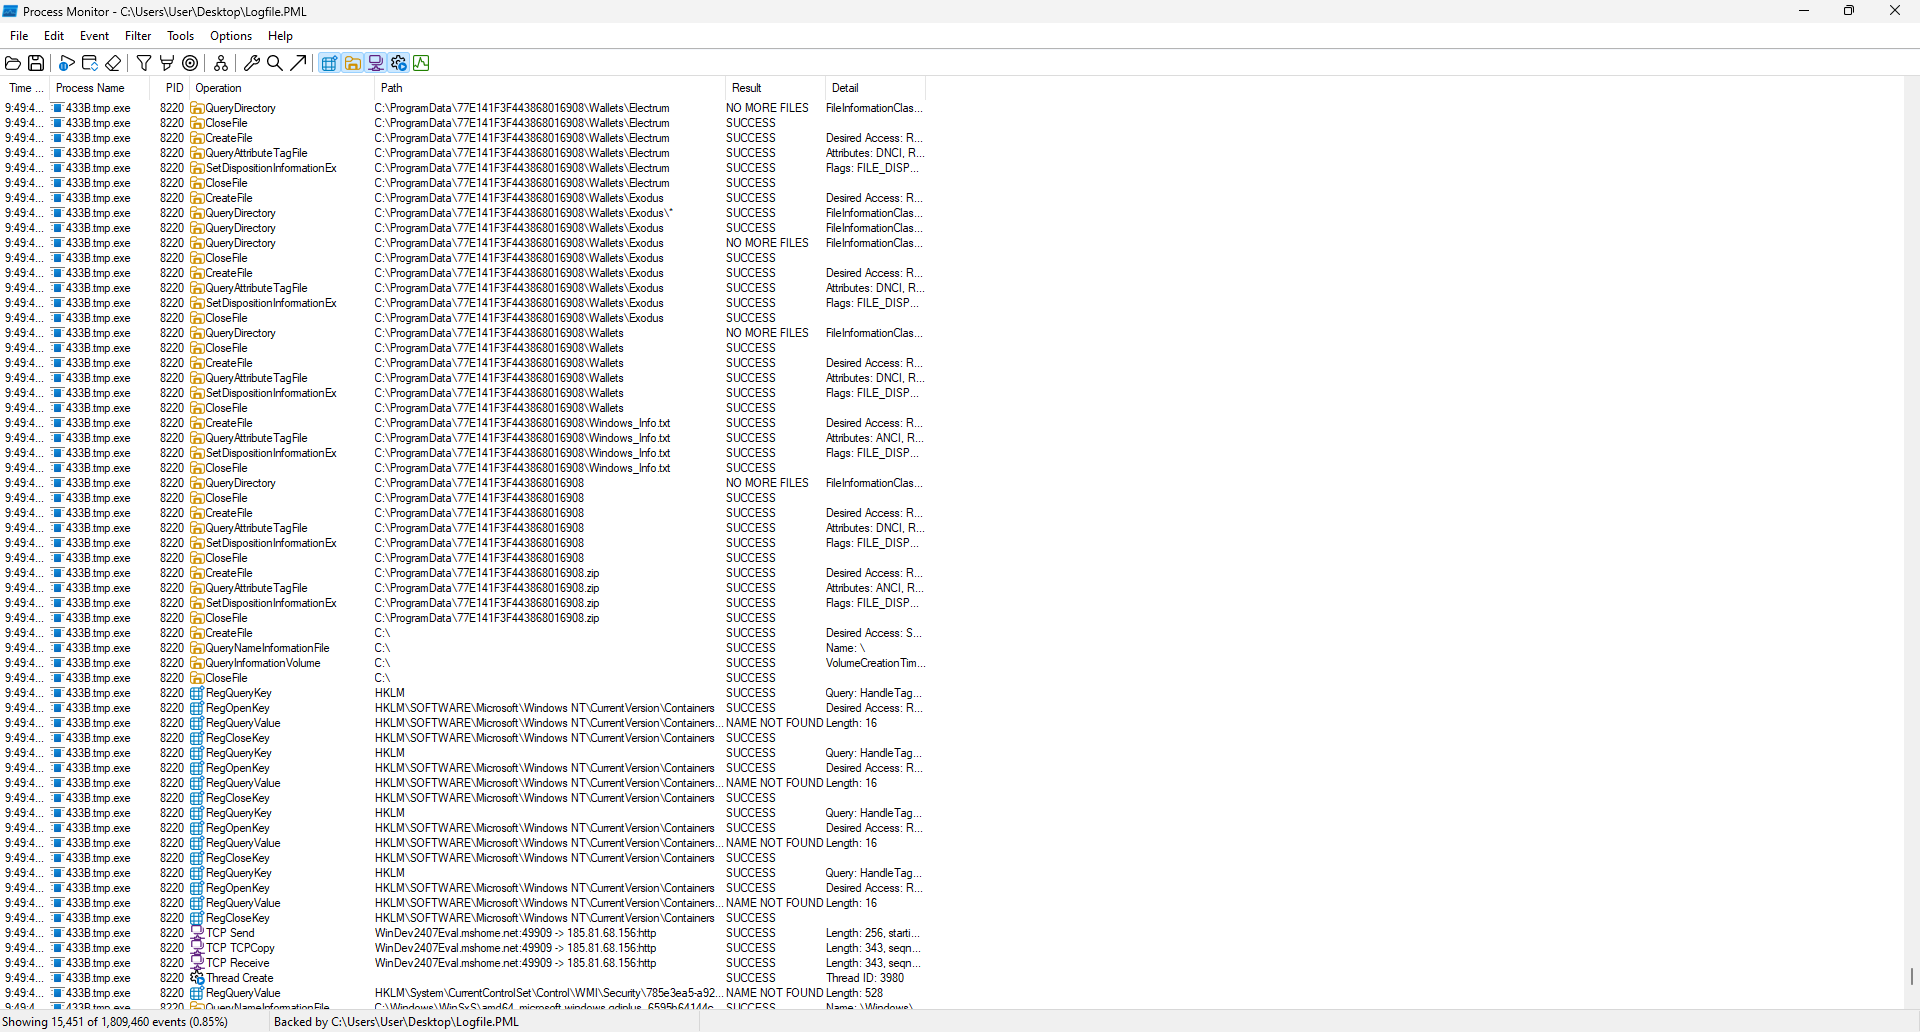 Process Monitor - C:\Users\User\Desktop\Logfile.PML
File Edit Event Filter Tools Options Help
Time ... Process Name PID Operation Path Result Detail
9:49:4... 433B.tmp.exe 8220 QueryDirectory C:\ProgramData\77E141F3F443868016908\Wallets\Electrum NO MORE FILES FileInformationClas...
9:49:4... 433B.tmp.exe 8220 CloseFile C:\ProgramData\77E141F3F443868016908\Wallets\Electrum SUCCESS
9:49:4... 433B.tmp.exe 8220 CreateFile C:\ProgramData\77E141F3F443868016908\Wallets\Electrum SUCCESS Desired Access: R...
9:49:4... 433B.tmp.exe 8220 QueryAttributeTagFile C:\ProgramData\77E141F3F443868016908\Wallets\Electrum SUCCESS Attributes: DNCI, R...
9:49:4... 433B.tmp.exe 8220 SetDispositionInformationEx C:\ProgramData\77E141F3F443868016908\Wallets\Electrum SUCCESS Flags: FILE_DISP...
9:49:4... 433B.tmp.exe 8220 CloseFile C:\ProgramData\77E141F3F443868016908\Wallets\Electrum SUCCESS
9:49:4... 433B.tmp.exe 8220 CreateFile C:\ProgramData\77E141F3F443868016908\Wallets\Exodus SUCCESS Desired Access: R...
9:49:4... 433B.tmp.exe 8220 QueryDirectory C:\ProgramData\77E141F3F443868016908\Wallets\Exodus\* SUCCESS FileInformationClas...
9:49:4... 433B.tmp.exe 8220 QueryDirectory C:\ProgramData\77E141F3F443868016908\Wallets\Exodus SUCCESS FileInformationClas...
9:49:4... 433B.tmp.exe 8220 QueryDirectory C:\ProgramData\77E141F3F443868016908\Wallets\Exodus NO MORE FILES FileInformationClas...
9:49:4... 433B.tmp.exe 8220 CloseFile C:\ProgramData\77E141F3F443868016908\Wallets\Exodus SUCCESS
9:49:4... 433B.tmp.exe 8220 CreateFile C:\ProgramData\77E141F3F443868016908\Wallets\Exodus SUCCESS Desired Access: R...
9:49:4... 433B.tmp.exe 8220 QueryAttributeTagFile C:\ProgramData\77E141F3F443868016908\Wallets\Exodus SUCCESS Attributes: DNCI, R...
9:49:4... 433B.tmp.exe 8220 SetDispositionInformationEx C:\ProgramData\77E141F3F443868016908\Wallets\Exodus SUCCESS Flags: FILE_DISP...
9:49:4... 433B.tmp.exe 8220 CloseFile C:\ProgramData\77E141F3F443868016908\Wallets\Exodus SUCCESS
9:49:4... 433B.tmp.exe 8220 QueryDirectory C:\ProgramData\77E141F3F443868016908\Wallets NO MORE FILES FileInformationClas...
9:49:4... 433B.tmp.exe 8220 CloseFile C:\ProgramData\77E141F3F443868016908\Wallets SUCCESS
9:49:4... 433B.tmp.exe 8220 CreateFile C:\ProgramData\77E141F3F443868016908\Wallets SUCCESS Desired Access: R...
9:49:4... 433B.tmp.exe 8220 QueryAttributeTagFile C:\ProgramData\77E141F3F443868016908\Wallets SUCCESS Attributes: DNCI, R...
9:49:4... 433B.tmp.exe 8220 SetDispositionInformationEx C:\ProgramData\77E141F3F443868016908\Wallets SUCCESS Flags: FILE_DISP...
9:49:4... 433B.tmp.exe 8220 CloseFile C:\ProgramData\77E141F3F443868016908\Wallets SUCCESS
9:49:4... 433B.tmp.exe 8220 CreateFile C:\ProgramData\77E141F3F443868016908\Windows_Info.txt SUCCESS Desired Access: R...
9:49:4... 433B.tmp.exe 8220 QueryAttributeTagFile C:\ProgramData\77E141F3F443868016908\Windows_Info.txt SUCCESS Attributes: ANCI, R...
9:49:4... 433B.tmp.exe 8220 SetDispositionInformationEx C:\ProgramData\77E141F3F443868016908\Windows_Info.txt SUCCESS Flags: FILE_DISP...
9:49:4... 433B.tmp.exe 8220 CloseFile C:\ProgramData\77E141F3F443868016908\Windows_Info.txt SUCCESS
9:49:4... 433B.tmp.exe 8220 QueryDirectory C:\ProgramData\77E141F3F443868016908 NO MORE FILES FileInformationClas...
9:49:4... 433B.tmp.exe 8220 CloseFile C:\ProgramData\77E141F3F443868016908 SUCCESS
9:49:4... 433B.tmp.exe 8220 CreateFile C:\ProgramData\77E141F3F443868016908 SUCCESS Desired Access: R...
9:49:4... 433B.tmp.exe 8220 QueryAttributeTagFile C:\ProgramData\77E141F3F443868016908 SUCCESS Attributes: DNCI, R...
9:49:4... 433B.tmp.exe 8220 SetDispositionInformationEx C:\ProgramData\77E141F3F443868016908 SUCCESS Flags: FILE_DISP...
9:49:4... 433B.tmp.exe 8220 CloseFile C:\ProgramData\77E141F3F443868016908 SUCCESS
9:49:4... 433B.tmp.exe 8220 CreateFile C:\ProgramData\77E141F3F443868016908.zip SUCCESS Desired Access: R...
9:49:4... 433B.tmp.exe 8220 QueryAttributeTagFile C:\ProgramData\77E141F3F443868016908.zip SUCCESS Attributes: ANCI, R...
9:49:4... 433B.tmp.exe 8220 SetDispositionInformationEx C:\ProgramData\77E141F3F443868016908.zip SUCCESS Flags: FILE_DISP...
9:49:4... 433B.tmp.exe 8220 CloseFile C:\ProgramData\77E141F3F443868016908.zip SUCCESS
9:49:4... 433B.tmp.exe 8220 CreateFile C:\ SUCCESS Desired Access: S...
9:49:4... 433B.tmp.exe 8220 QueryNameInformationFile C:\ SUCCESS Name: \
9:49:4... 433B.tmp.exe 8220 QueryInformationVolume C:\ SUCCESS VolumeCreationTim...
9:49:4... 433B.tmp.exe 8220 CloseFile C:\ SUCCESS
9:49:4... 433B.tmp.exe 8220 RegQueryKey HKLM SUCCESS Query: HandleTag...
9:49:4... 433B.tmp.exe 8220 RegOpenKey HKLM\SOFTWARE\Microsoft\Windows NT\CurrentVersion\Containers SUCCESS Desired Access: R...
9:49:4... 433B.tmp.exe 8220 RegQueryValue HKLM\SOFTWARE\Microsoft\Windows NT\CurrentVersion\Containers... NAME NOT FOUND Length: 16
9:49:4... 433B.tmp.exe 8220 RegCloseKey HKLM\SOFTWARE\Microsoft\Windows NT\CurrentVersion\Containers SUCCESS
9:49:4... 433B.tmp.exe 8220 RegQueryKey HKLM SUCCESS Query: HandleTag...
9:49:4... 433B.tmp.exe 8220 RegOpenKey HKLM\SOFTWARE\Microsoft\Windows NT\CurrentVersion\Containers SUCCESS Desired Access: R...
9:49:4... 433B.tmp.exe 8220 RegQueryValue HKLM\SOFTWARE\Microsoft\Windows NT\CurrentVersion\Containers... NAME NOT FOUND Length: 16
9:49:4... 433B.tmp.exe 8220 RegCloseKey HKLM\SOFTWARE\Microsoft\Windows NT\CurrentVersion\Containers SUCCESS
9:49:4... 433B.tmp.exe 8220 RegQueryKey HKLM SUCCESS Query: HandleTag...
9:49:4... 433B.tmp.exe 8220 RegOpenKey HKLM\SOFTWARE\Microsoft\Windows NT\CurrentVersion\Containers SUCCESS Desired Access: R...
9:49:4... 433B.tmp.exe 8220 RegQueryValue HKLM\SOFTWARE\Microsoft\Windows NT\CurrentVersion\Containers... NAME NOT FOUND Length: 16
9:49:4... 433B.tmp.exe 8220 RegCloseKey HKLM\SOFTWARE\Microsoft\Windows NT\CurrentVersion\Containers SUCCESS
9:49:4... 433B.tmp.exe 8220 RegQueryKey HKLM SUCCESS Query: HandleTag...
9:49:4... 433B.tmp.exe 8220 RegOpenKey HKLM\SOFTWARE\Microsoft\Windows NT\CurrentVersion\Containers SUCCESS Desired Access: R...
9:49:4... 433B.tmp.exe 8220 RegQueryValue HKLM\SOFTWARE\Microsoft\Windows NT\CurrentVersion\Containers... NAME NOT FOUND Length: 16
9:49:4... 433B.tmp.exe 8220 RegCloseKey HKLM\SOFTWARE\Microsoft\Windows NT\CurrentVersion\Containers SUCCESS
9:49:4... 433B.tmp.exe 8220 TCP Send WinDev2407Eval.mshome.net:49909 -> 185.81.68.156:http SUCCESS Length: 256, starti...
9:49:4... 433B.tmp.exe 8220 TCP TCPCopy WinDev2407Eval.mshome.net:49909 -> 185.81.68.156:http SUCCESS Length: 343, seqn...
9:49:4... 433B.tmp.exe 8220 TCP Receive WinDev2407Eval.mshome.net:49909 -> 185.81.68.156:http SUCCESS Length: 343, seqn...
9:49:4... 433B.tmp.exe 8220 Thread Create SUCCESS Thread ID: 3980
9:49:4... 433B.tmp.exe 8220 RegQueryValue HKLM\System\CurrentControlSet\Control\WMI\Security\785e3ea5-a92... NAME NOT FOUND Length: 528
9:49:4... 433B.tmp.exe 8220 QueryNameInformationFile C:\Windows\WinSxS\amd64_microsoft.windows.gdiplus_6595b64144c... SUCCESS Name: \Windows\...
Showing 15,451 of 1,809,460 events (0.85%) Backed by C:\Users\User\Desktop\Logfile.PML